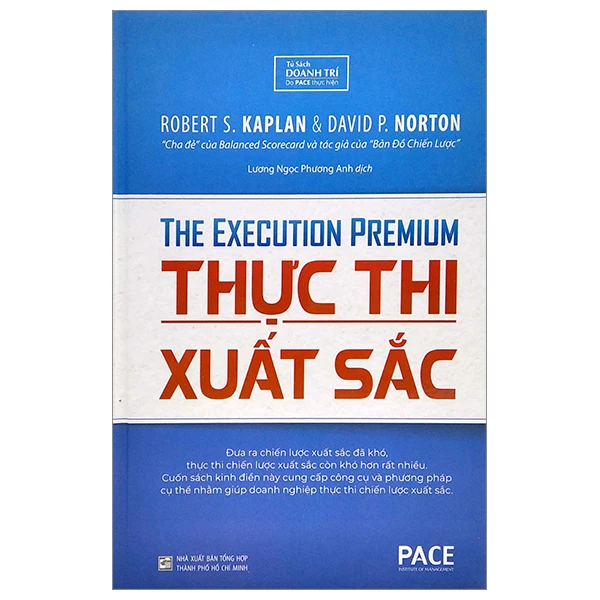 Tủ Sách
DOANH TRÍ
Do PACE thực hiện
ROBERT S. KAPLAN & DAVID P. NORTON
"Cha đẻ" của Balanced Scorecard và tác giả của "Bản Đồ Chiến Lược"
Lương Ngọc Phương Anh dịch
THE EXECUTION PREMIUM
THỰC THI
XUẤT SẮC
Đưa ra chiến lược xuất sắc đã khó,
thực thi chiến lược xuất sắc còn khó hơn rất nhiều.
Cuốn sách kinh điển này cung cấp công cụ và phương pháp
cụ thể nhằm giúp doanh nghiệp thực thi chiến lược xuất sắc.
NHÀ XUẤT BẢN TỔNG HỢP
THÀNH PHỐ HỒ CHÍ MINH
PACE
INSTITUTE OF MANAGEMENT